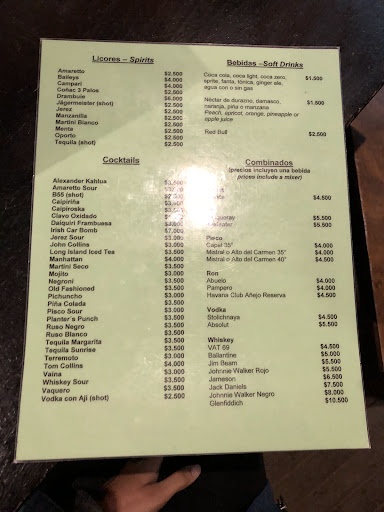 Licores – Spirits
Amaretto $2.500
Baileys $4.000
Campari $4.000
Coñac 3 Palos $2.500
Drambuie $6.000
Jägermeister (shot) $2.500
Jerez $2.500
Manzanilla $2.500
Martini Bianco $2.500
Menta $2.500
Oporto $2.500
Tequila (shot) $2.500
Cocktails
Alexander Kahlua $3.500
Amaretto Sour
B55 (shot)
Caipiriña
Caipiroska
Clavo Oxidado
Daiquiri Frambuesa
Irish Car Bomb $7.000
Jerez Sour $3.000
John Collins $3.000
Long Island Iced Tea $3.500
Manhattan $4.000
Martini Seco $3.500
Mojito $3.000
Negroni $3.500
Old Fashioned $3.500
Pichuncho $3.000
Piña Colada $3.500
Pisco Sour $3.000
Planter´s Punch $3.500
Ruso Negro $3.500
Ruso Blanco $3.500
Tequila Margarita $3.500
Tequila Sunrise $3.500
Terremoto $3.000
Tom Collins $4.000
Vaina $3.000
Whiskey Sour $3.500
Vaquero $3.500
Vodka con Aji (shot) $2.500
Bebidas –Soft Drinks
Coca cola, coca light, coca zero, $1.500
sprite, fanta, tónica, ginger ale,
agua con o sin gas
Néctar de durazno, damasco, $1.500
naranja, piña o manzano
Peach, apricot, orange, pineapple or
apple juice
Red Bull $2.500
Combinados
(precios incluyen una bebida
prices include a mixer)
$4.500
$5.500
$5.500
Pisco
Capel 35° $4.000
Mistral o Alto del Carmen 35° $4.000
Mistral o Alto del Carmen 40° $4.500
Ron
Abuelo $4.000
Pampero $4.000
Havana Club Añejo Reserva $4.500
Vodka
Stolichnaya $4.500
Absolut $5.500
Whiskey
VAT 69 $4.500
Ballantine $5.000
Jim Beam $5.500
Johnnie Walker Rojo $5.500
Jameson $6.500
Jack Daniels $7.500
Johnnie Walker Negro $8.000
Glenfiddich $10.500